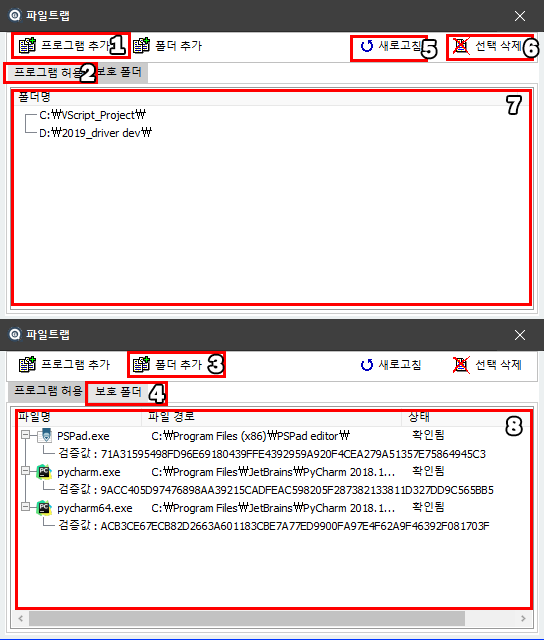 파일트랩
프로그램 추가 1 폴더 추가 새로고침 5 선택 삭제 6
프로그램 허용 2 보호 폴더
폴더명 7
C:₩VScript_Project₩
D:₩2019_driver dev₩
파일트랩
프로그램 추가 폴더 추가 3 새로고침 선택 삭제
프로그램 허용 보호 폴더 4
파일명 파일 경로 상태 8
PSPad.exe C:₩Program Files (x86)₩PSPad editor₩ 확인됨
검증값 : 71A31595498FD96E69180439FFE4392959A920F4CEA279A51357E75864945C3
pycharm.exe C:₩Program Files₩JetBrains₩PyCharm 2018.1... 확인됨
검증값 : 9ACC405D97476898AA39215CADFEAC598205F287382133811D327DD9C565BB5
pycharm64.exe C:₩Program Files₩JetBrains₩PyCharm 2018.1... 확인됨
검증값 : ACB3CE67ECB82D2663A601183CBE7A77ED9900FA97E4F62A9F46392F081703F